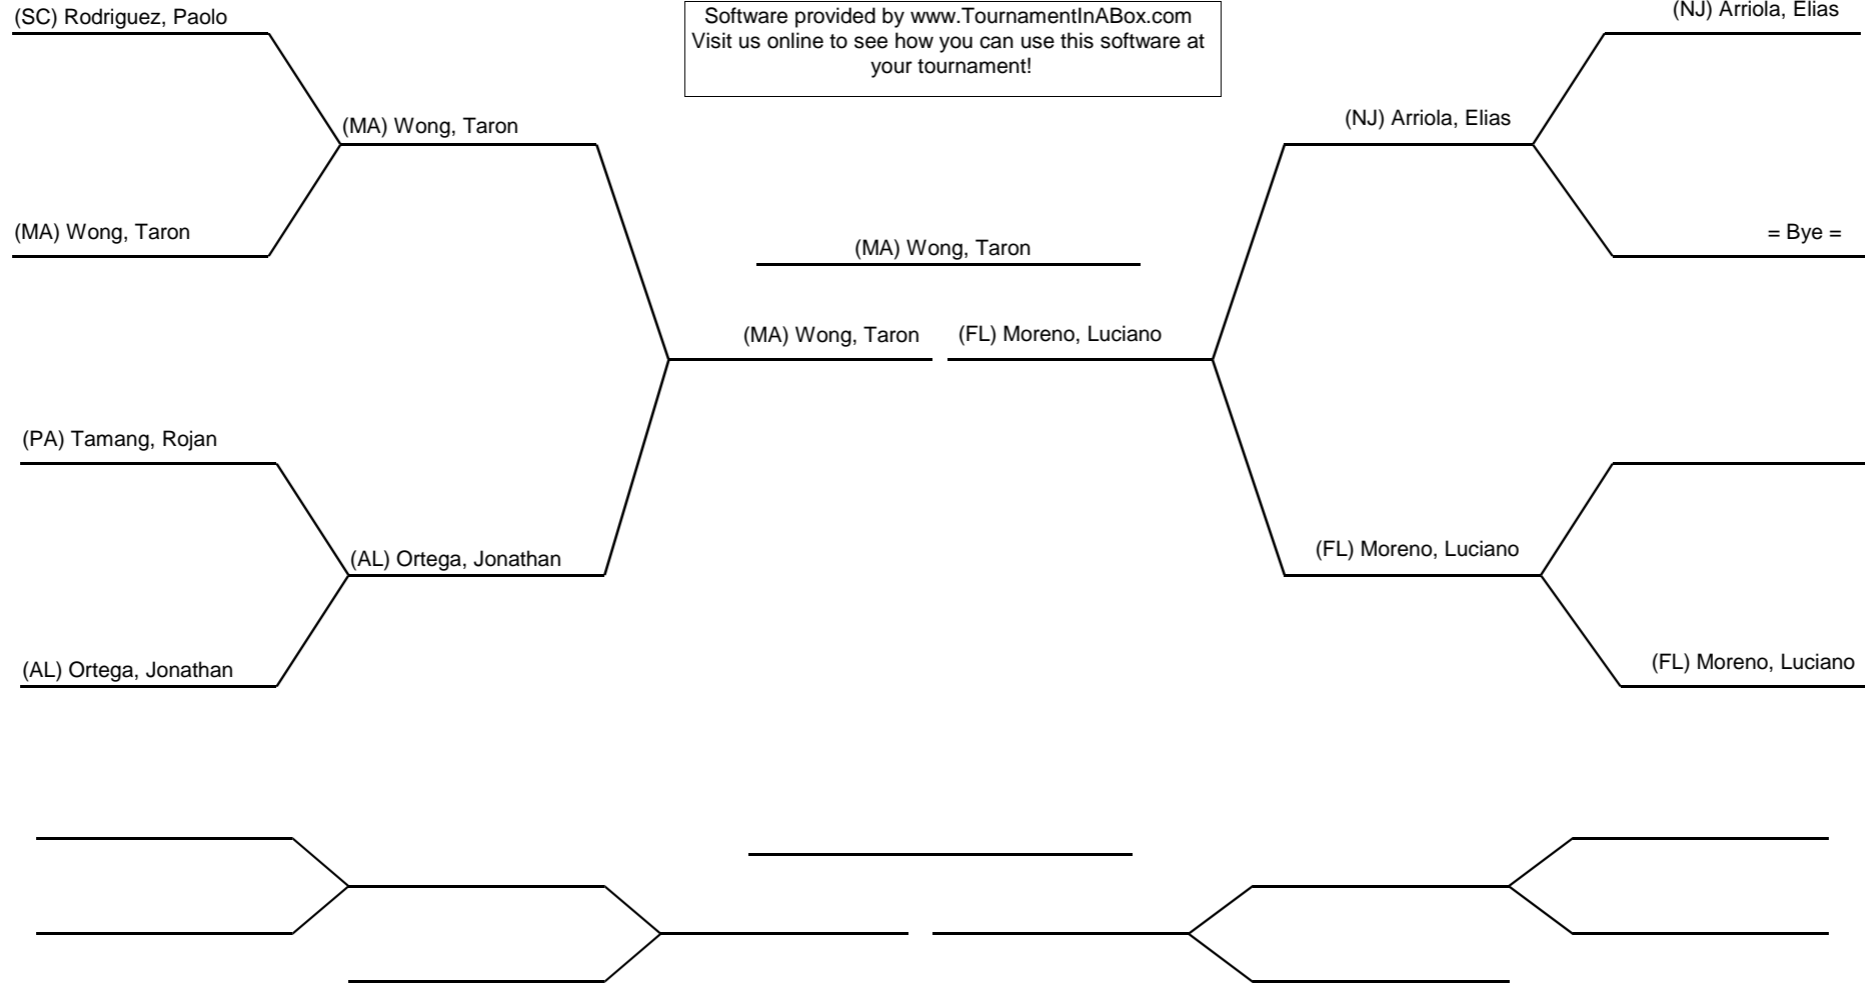 (SC) Rodriguez, Paolo
Software provided by www.TournamentInABox.com
Visit us online to see how you can use this software at
your tournament!
(NJ) Arriola, Elias
(MA) Wong, Taron
(NJ) Arriola, Elias
(MA) Wong, Taron
(MA) Wong, Taron
= Bye =
(MA) Wong, Taron
(FL) Moreno, Luciano
(PA) Tamang, Rojan
(AL) Ortega, Jonathan
(FL) Moreno, Luciano
(AL) Ortega, Jonathan
(FL) Moreno, Luciano